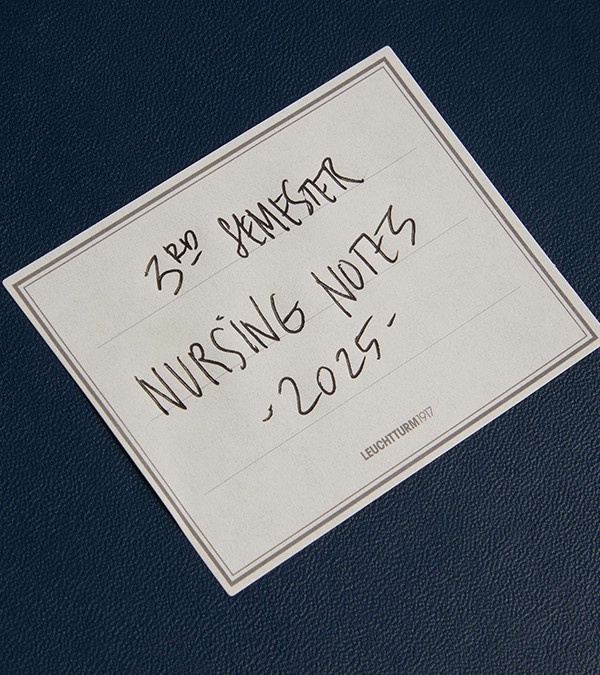 3RD SEMESTER
NURSING NOTES
-2025-
LEUCHTTURM1917